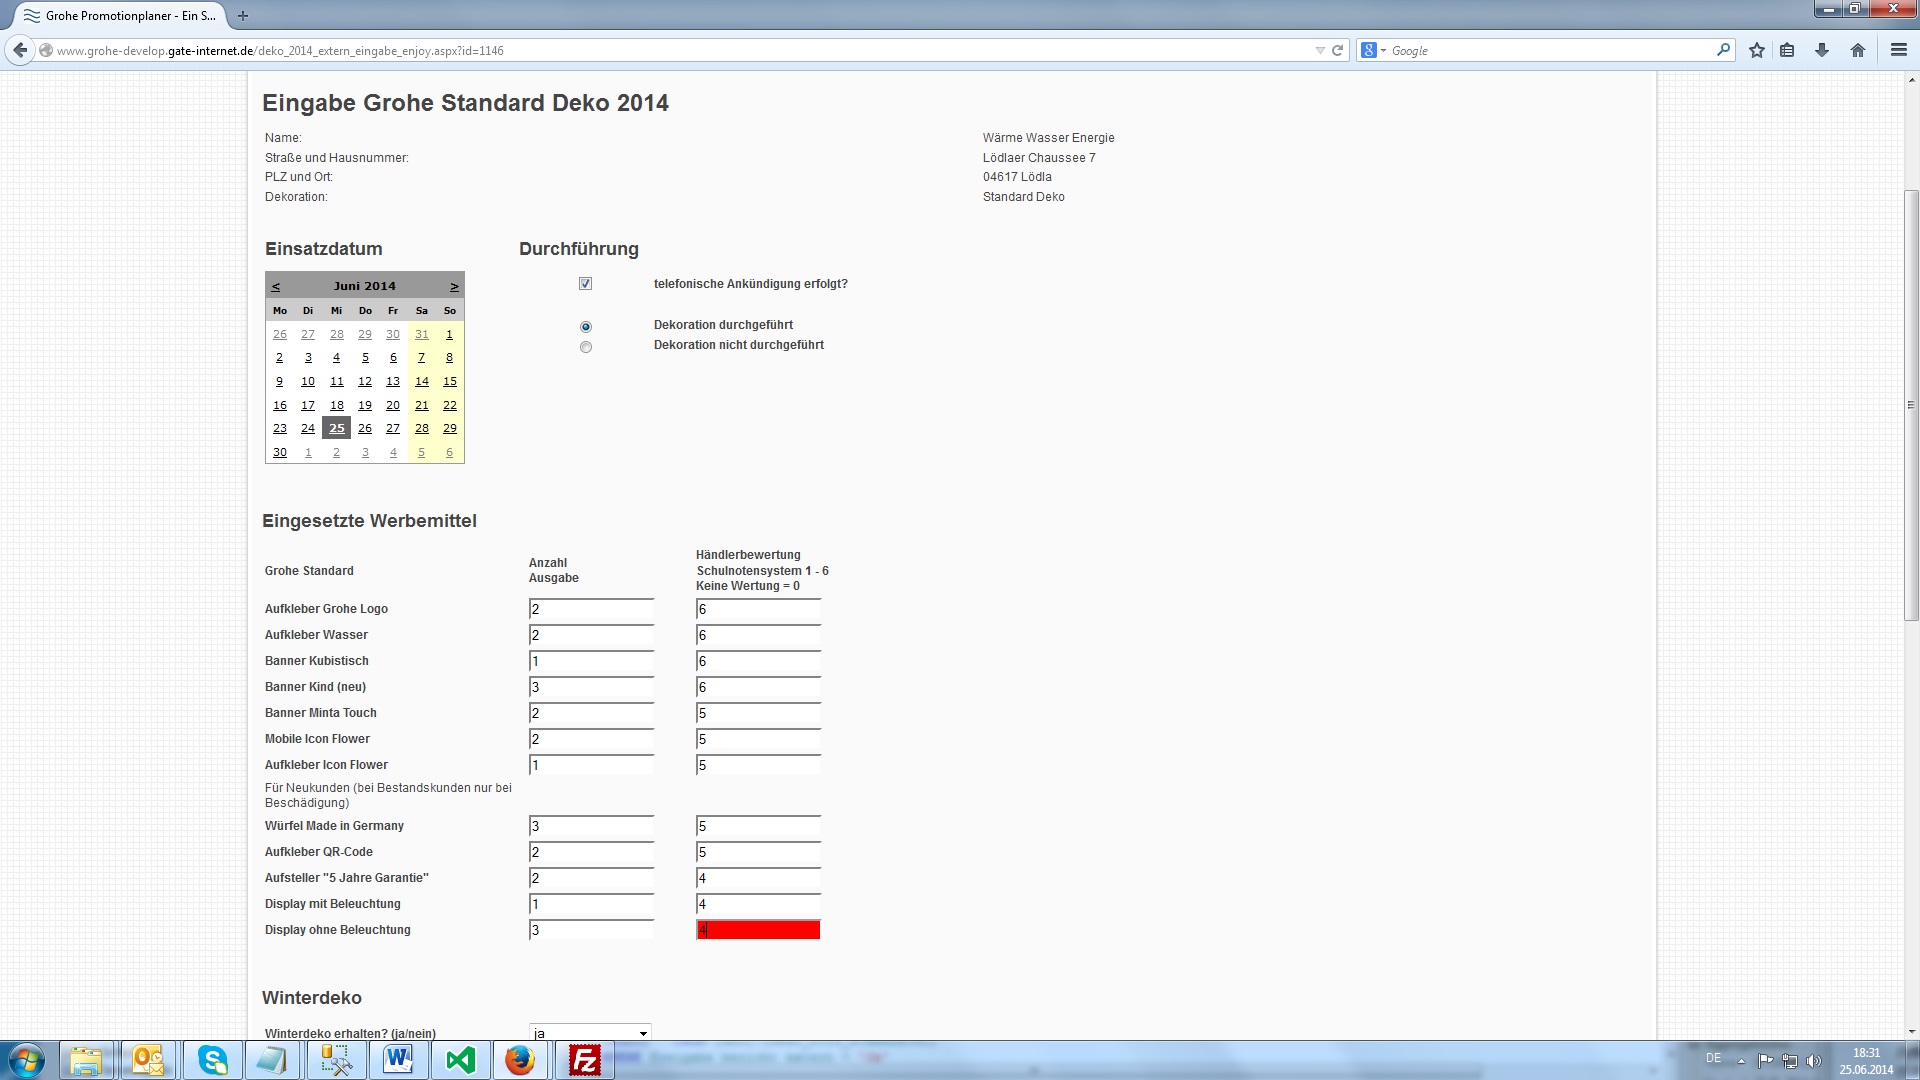 Grohe Promotionplaner - Ein S...
www.grohe-develop.gate-internet.de/deko_2014_extern_eingabe_enjoy.aspx?id=1146
Google
Eingabe Grohe Standard Deko 2014
Name: Wärme Wasser Energie
Straße und Hausnummer: Lödlaer Chaussee 7
PLZ und Ort: 04617 Lödla
Dekoration: Standard Deko
Einsatzdatum Durchführung
< Juni 2014 >
Mo Di Mi Do Fr Sa So
26 27 28 29 30 31 1
2 3 4 5 6 7 8
9 10 11 12 13 14 15
16 17 18 19 20 21 22
23 24 25 26 27 28 29
30 1 2 3 4 5 6
telefonische Ankündigung erfolgt?
Dekoration durchgeführt
Dekoration nicht durchgeführt
Eingesetzte Werbemittel
Grohe Standard
Anzahl
Ausgabe
Händlerbewertung
Schulnotensystem 1 - 6
Keine Wertung = 0
Aufkleber Grohe Logo 2 6
Aufkleber Wasser 2 6
Banner Kubistisch 1 6
Banner Kind (neu) 3 6
Banner Minta Touch 2 5
Mobile Icon Flower 2 5
Aufkleber Icon Flower 1 5
Für Neukunden (bei Bestandskunden nur bei
Beschädigung)
Würfel Made in Germany 3 5
Aufkleber QR-Code 2 5
Aufsteller "5 Jahre Garantie" 2 4
Display mit Beleuchtung 1 4
Display ohne Beleuchtung 3 4
Winterdeko
Winterdeko erhalten? (ja/nein) ja
DE
18:31
25.06.2014